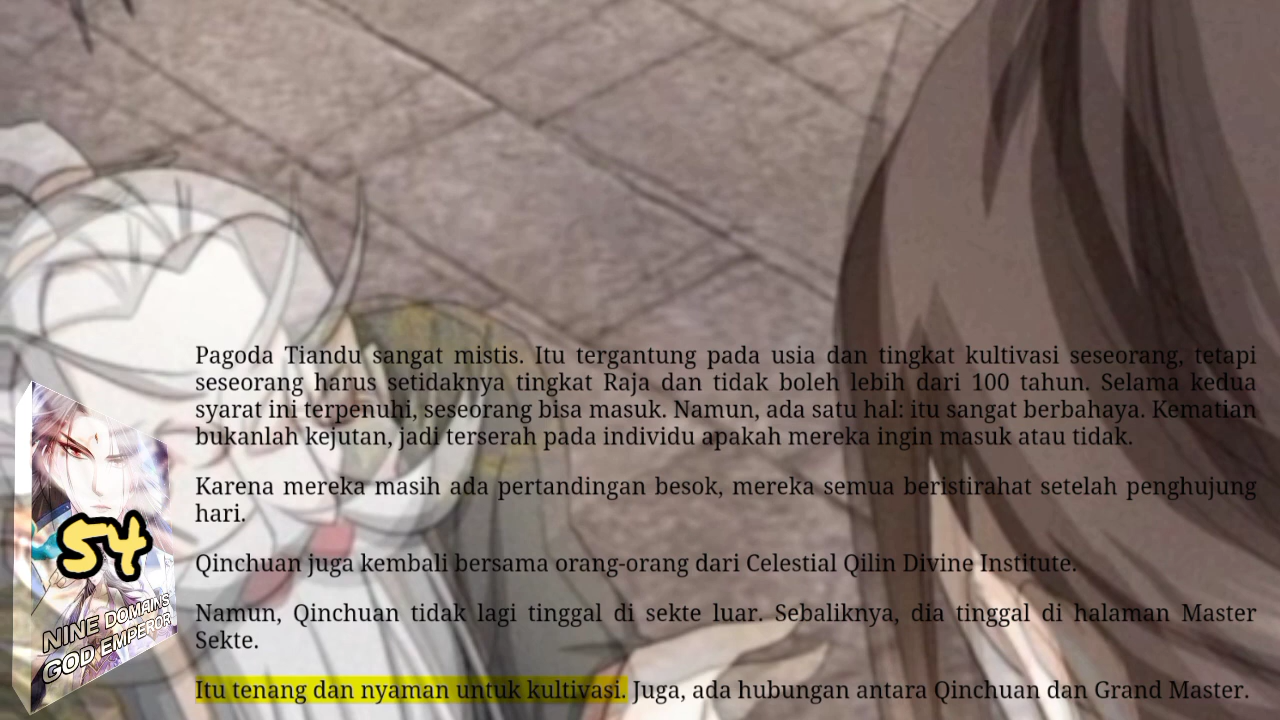 Pagoda Tiandu sangat mistis. Itu tergantung pada usia dan tingkat kultivasi seseorang, tetapi
seseorang harus setidaknya tingkat Raja dan tidak boleh lebih dari 100 tahun. Selama kedua
syarat ini terpenuhi, seseorang bisa masuk. Namun, ada satu hal: itu sangat berbahaya. Kematian
bukanlah kejutan, jadi terserah pada individu apakah mereka ingin masuk atau tidak.
Karena mereka masih ada pertandingan besok, mereka semua beristirahat setelah penghujung
hari.
Qinchuan juga kembali bersama orang-orang dari Celestial Qilin Divine Institute.
Namun, Qinchuan tidak lagi tinggal di sekte luar. Sebaliknya, dia tinggal di halaman Master
Sekte.
Itu tenang dan nyaman untuk kultivasi. Juga, ada hubungan antara Qinchuan dan Grand Master.
54
NINE DOMAINS
GOD EMPEROR